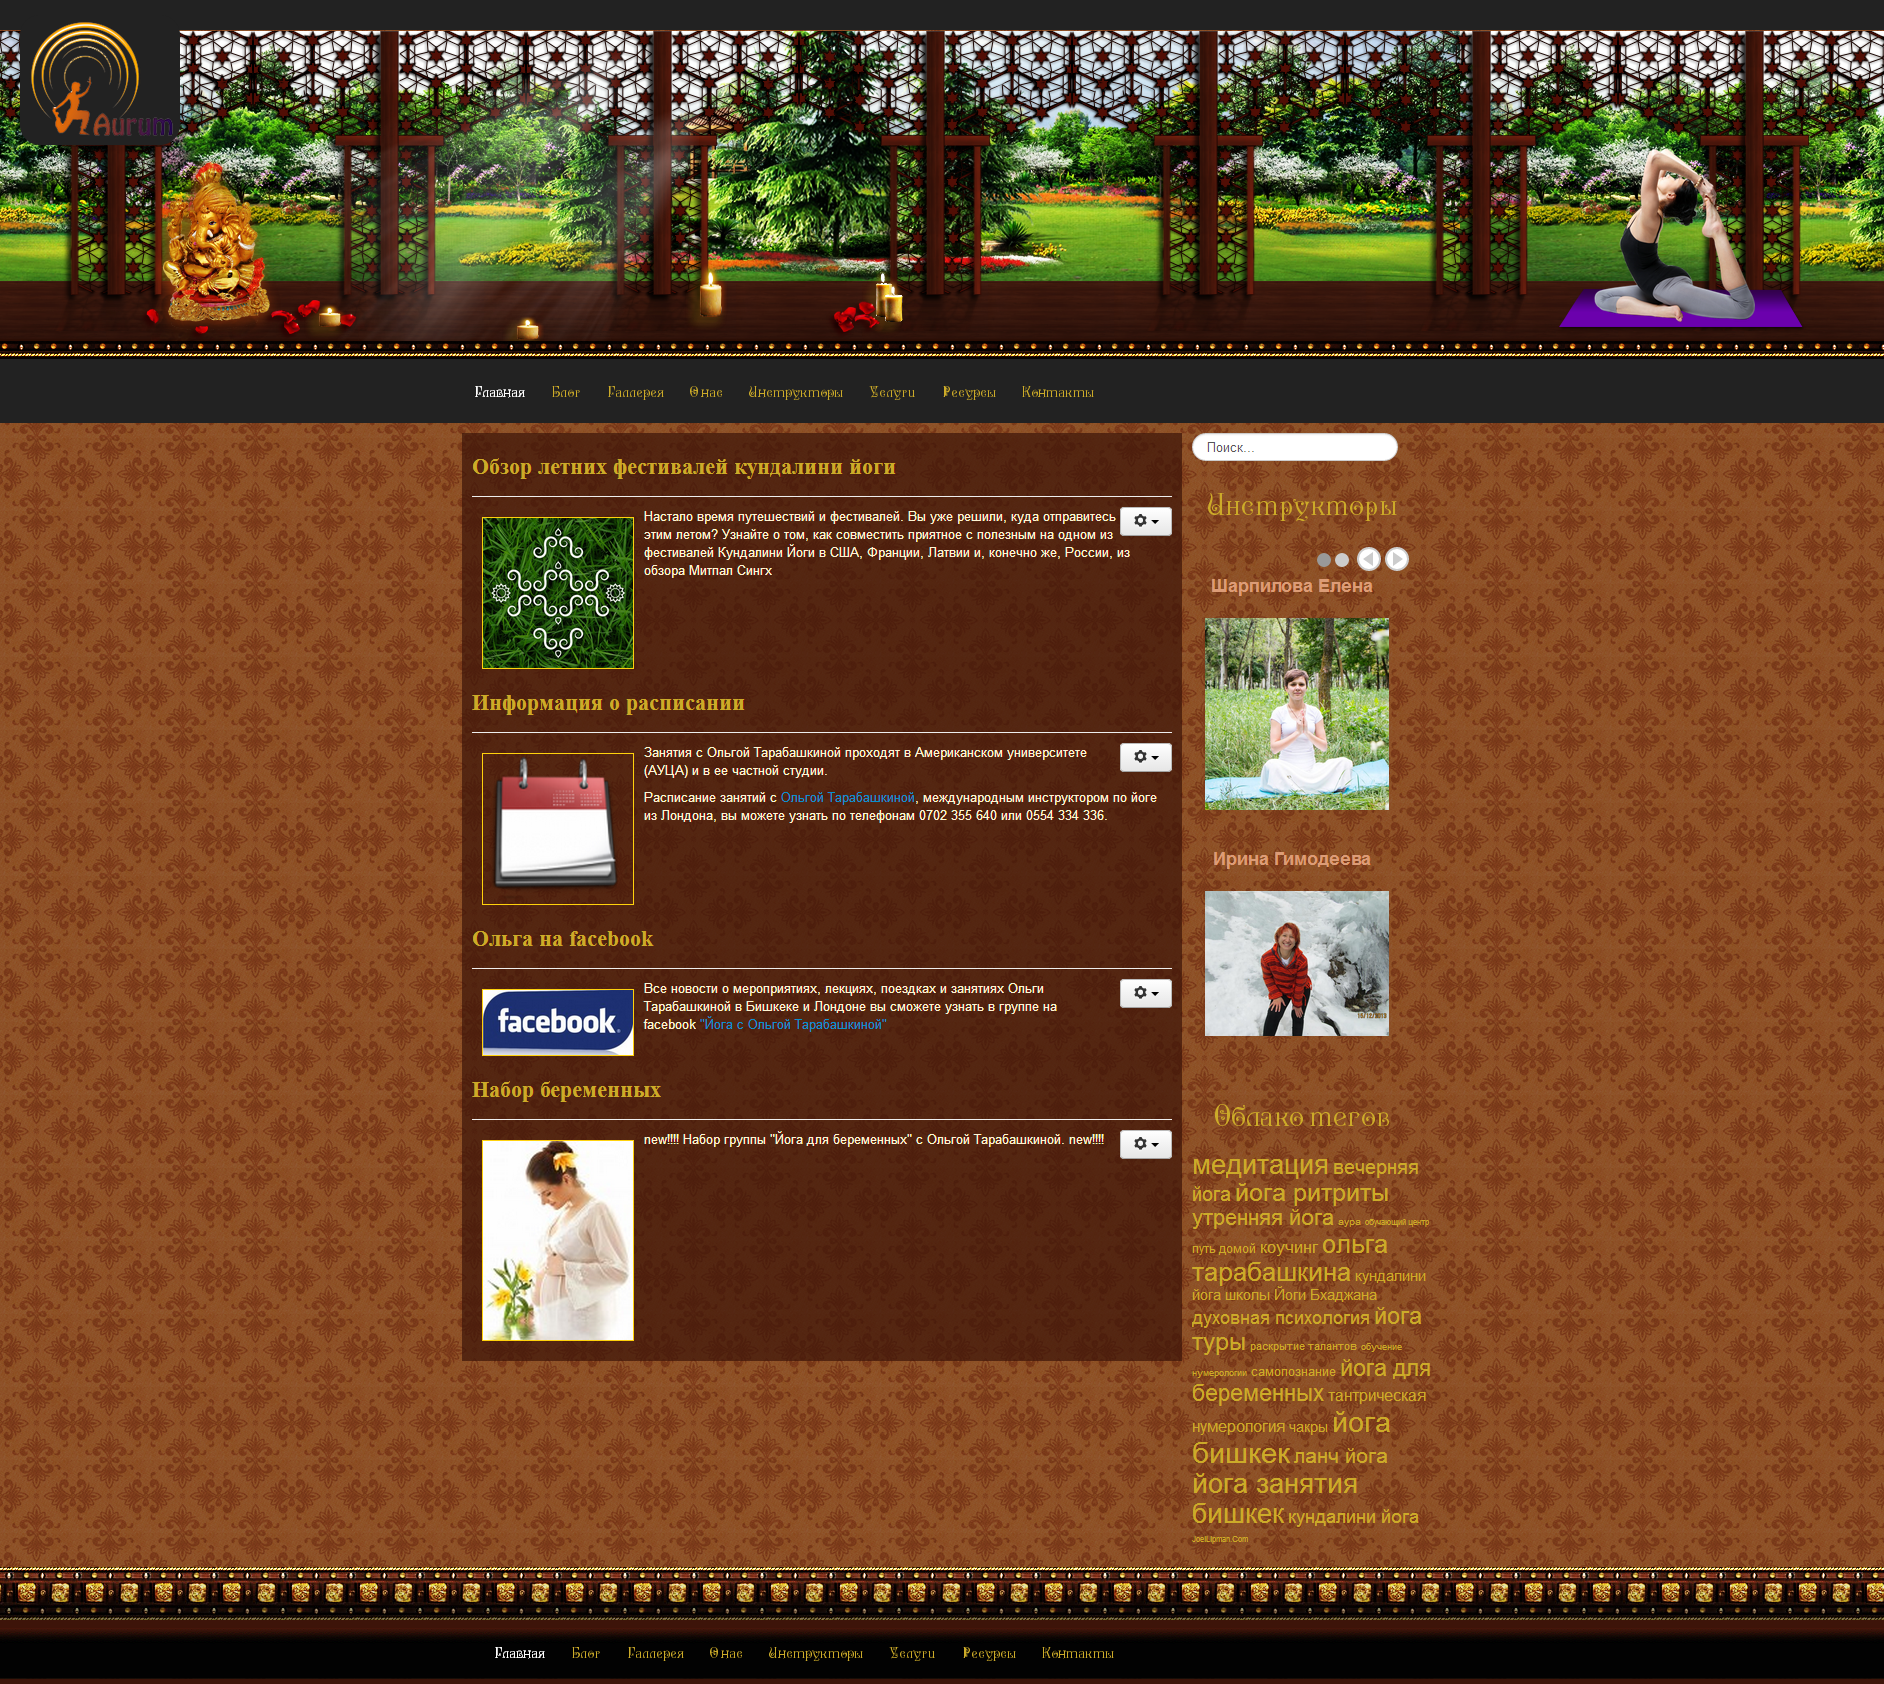 Aurum
Главная Блог Галлерея О нас Инструкторы Услуги Ресурсы Контакты
Обзор летних фестивалей кундалини йоги
Настало время путешествий и фестивалей. Вы уже решили, куда отправитесь
этим летом? Узнайте о том, как совместить приятное с полезным на одном из
фестивалей Кундалини Йоги в США, Франции, Латвии и, конечно же, России, из
обзора Митпал Сингх
Информация о расписании
Занятия с Ольгой Тарабашкиной проходят в Американском университете
(АУЦА) и в ее частной студии.
Расписание занятий с Ольгой Тарабашкиной, международным инструктором по йоге
из Лондона, вы можете узнать по телефонам 0702 355 640 или 0554 334 336.
Ольга на facebook
facebook
Все новости о мероприятиях, лекциях, поездках и занятиях Ольги
Тарабашкиной в Бишкеке и Лондоне вы сможете узнать в группе на
facebook "Йога с Ольгой Тарабашкиной"
Набор беременных
new!!!! Набор группы "Йога для беременных" с Ольгой Тарабашкиной. new!!!!
Поиск...
Инструкторы
Шарпилова Елена
Ирина Гимодеева
16/12/2013
Облако тегов
медитация вечерняя
йога йога ритриты
утренняя йога аура обучающий центр
путь домой коучинг ольга
тарабашкина кундалини
йога школы Йоги Бхаджана
духовная психология йога
туры раскрытие талантов обучение
нумерологии самопознание йога для
беременных тантрическая
нумерология чакры йога
бишкек ланч йога
йога занятия
бишкек кундалини йога
JoelLipman.Com
Главная Блог Галлерея О нас Инструкторы Услуги Ресурсы Контакты